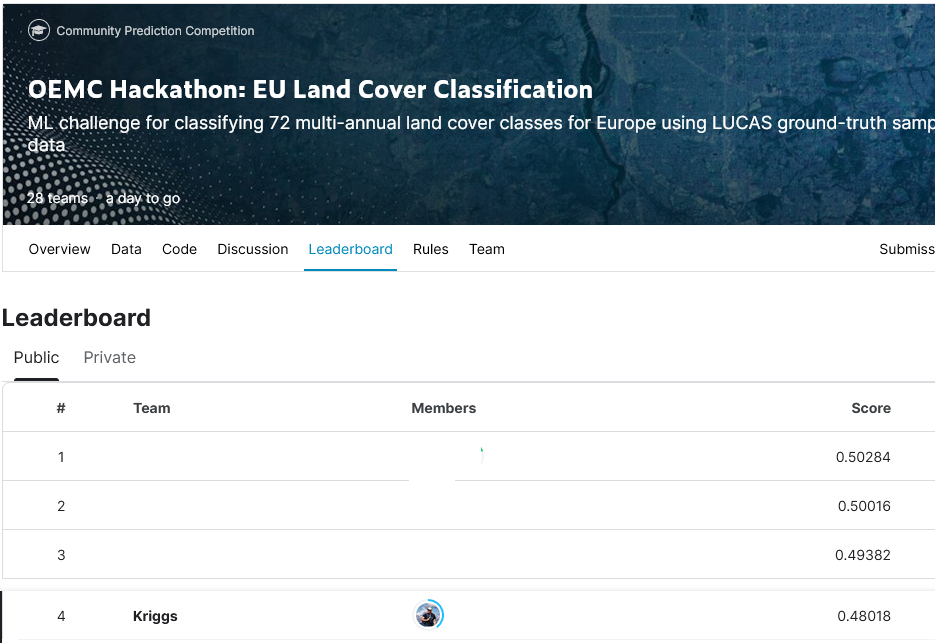 Community Prediction Competition
OEMC Hackathon: EU Land Cover Classification
ML challenge for classifying 72 multi-annual land cover classes for Europe using LUCAS ground-truth samp
data
28 teams · a day to go
Overview Data Code Discussion Leaderboard Rules Team Submiss
Leaderboard
Public Private
# Team Members Score
1 0.50284
2 0.50016
3 0.49382
4 Kriggs 0.48018